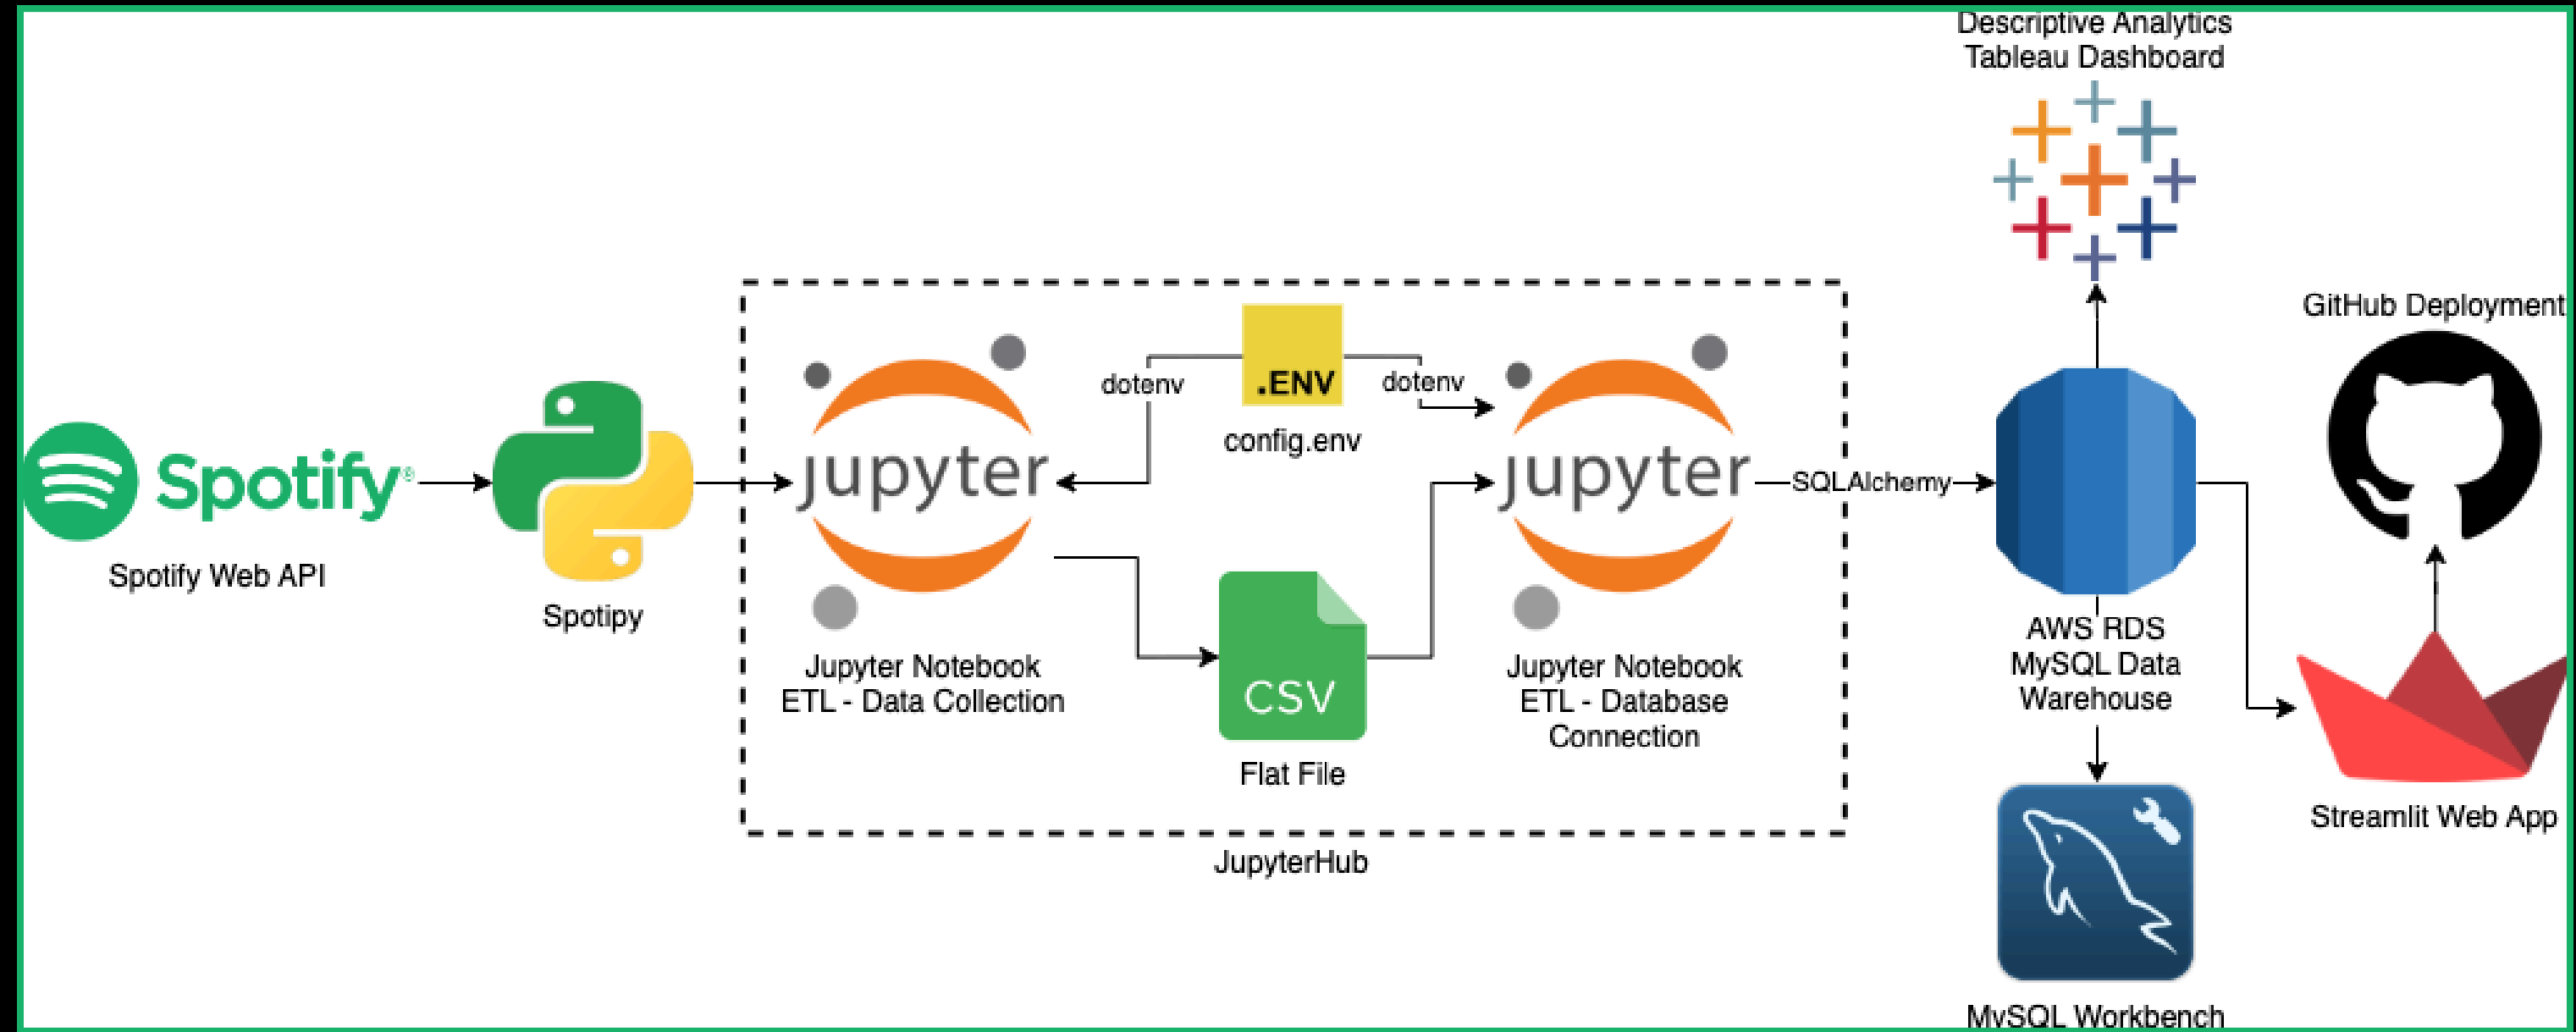 Descriptive Analytics
Tableau Dashboard
GitHub Deployment
.ENV
dotenv
dotenv
config.env
Spotify®
jupyter
jupyter
SQLAlchemy
Spotify Web API
Spotipy
AWS RDS
MySQL Data
Warehouse
Jupyter Notebook
ETL - Data Collection
CSV
Jupyter Notebook
ETL - Database
Connection
Flat File
Streamlit Web App
JupyterHub
MySQL Workbench